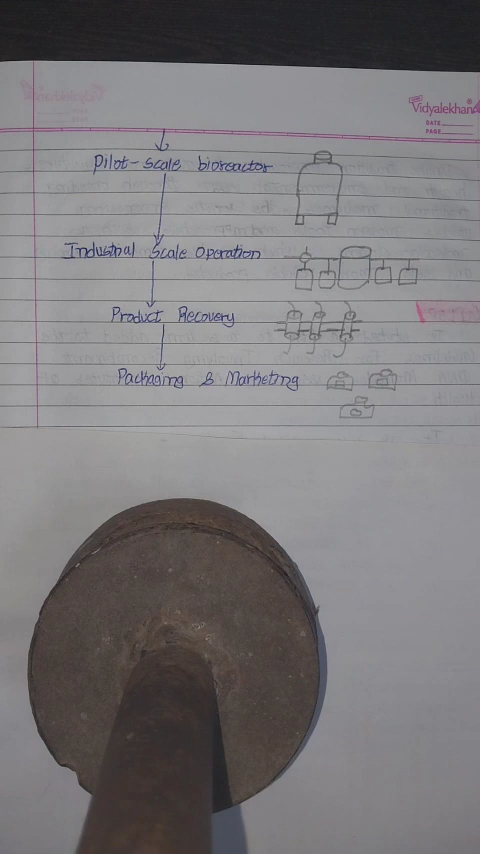 Vidyalekhan
DATE
PAGE
Pilot-scale bioreactor
Industrial Scale Operation
Product Recovery
Packaging & Marketing